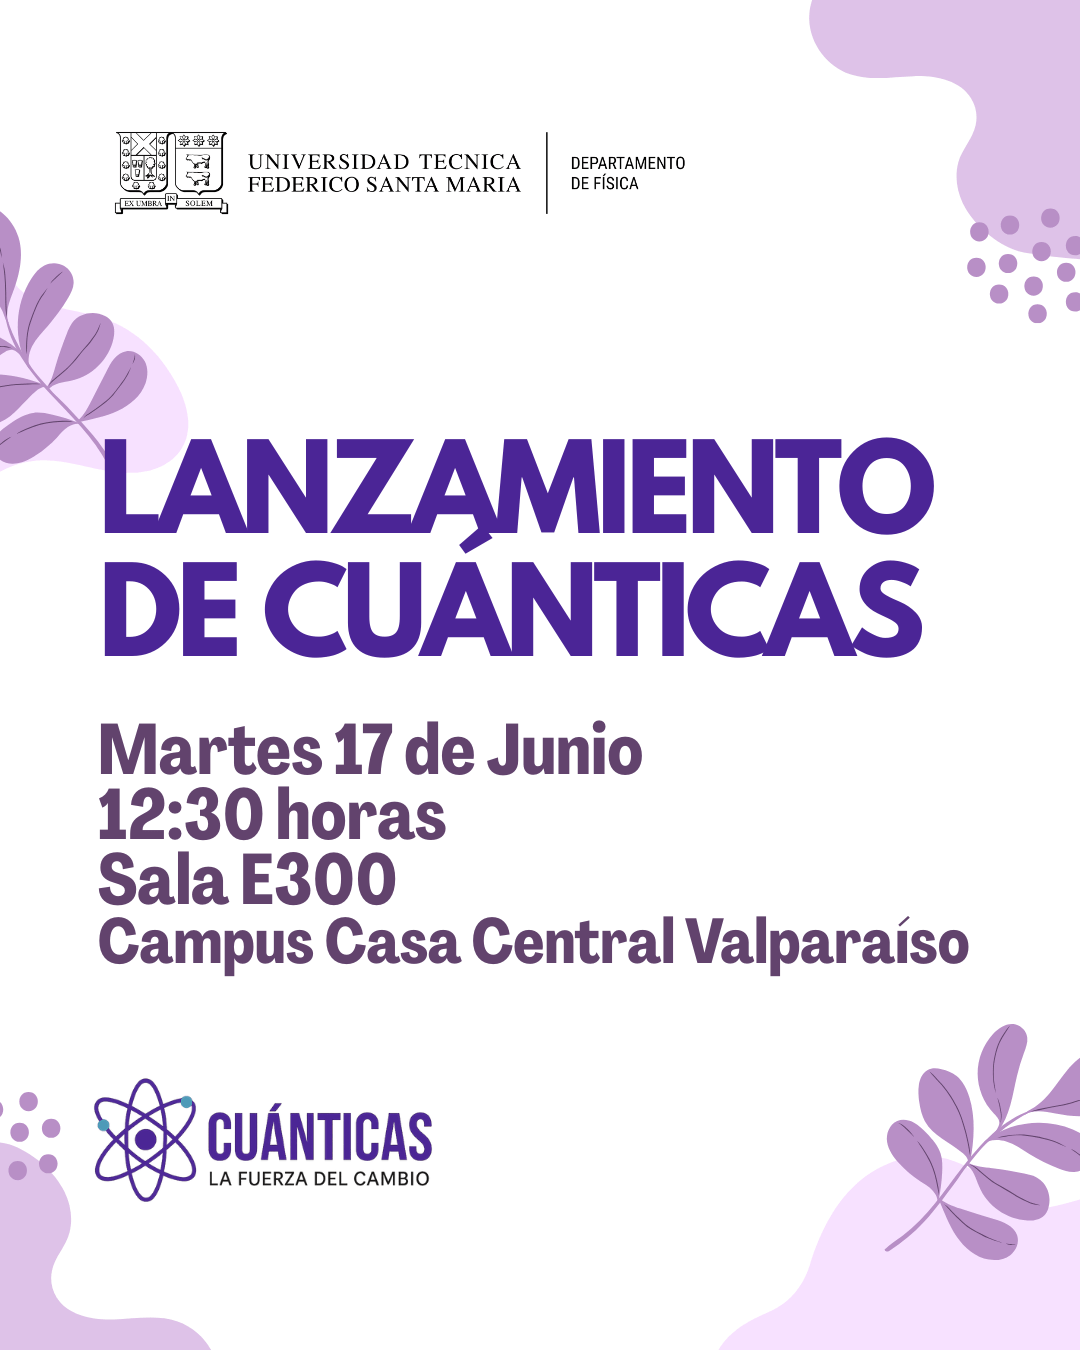 EX UMBRA IN SOLEM
UNIVERSIDAD TECNICA
FEDERICO SANTA MARIA
DEPARTAMENTO
DE FÍSICA
LANZAMIENTO
DE CUÁNTICAS
Martes 17 de Junio
12:30 horas
Sala E300
Campus Casa Central Valparaíso
CUÁNTICAS
LA FUERZA DEL CAMBIO